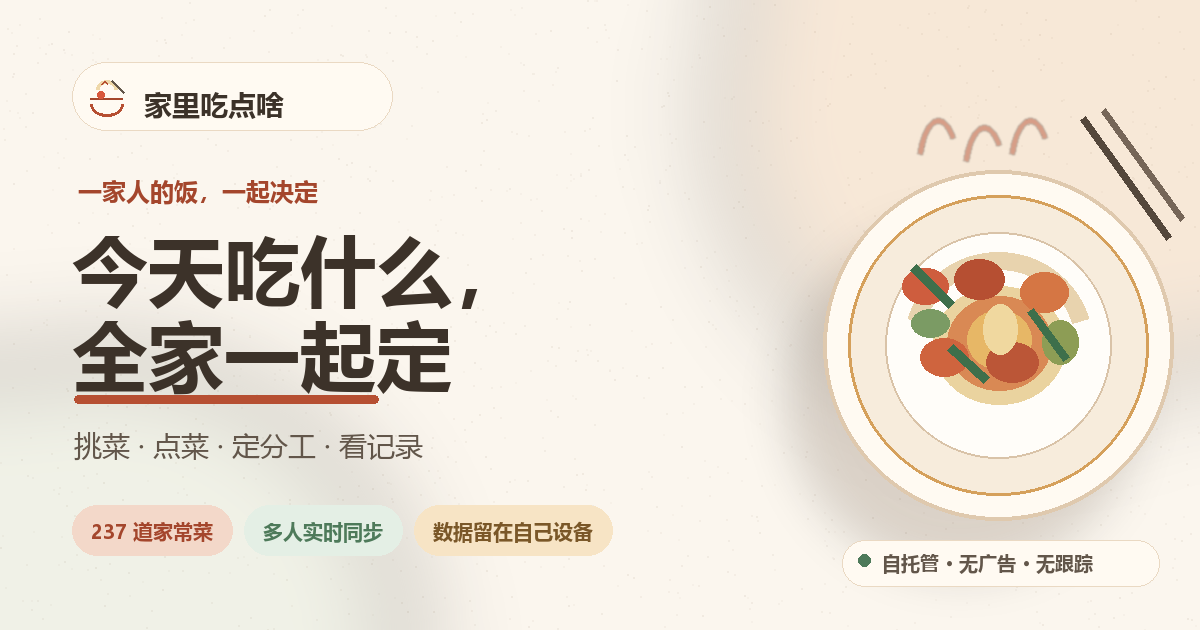 家里吃点啥
一家人的饭，一起决定
今天吃什么，
全家一起定
挑菜 · 点菜 · 定分工 · 看记录
237 道家常菜
多人实时同步
数据留在自己设备
自托管 · 无广告 · 无跟踪